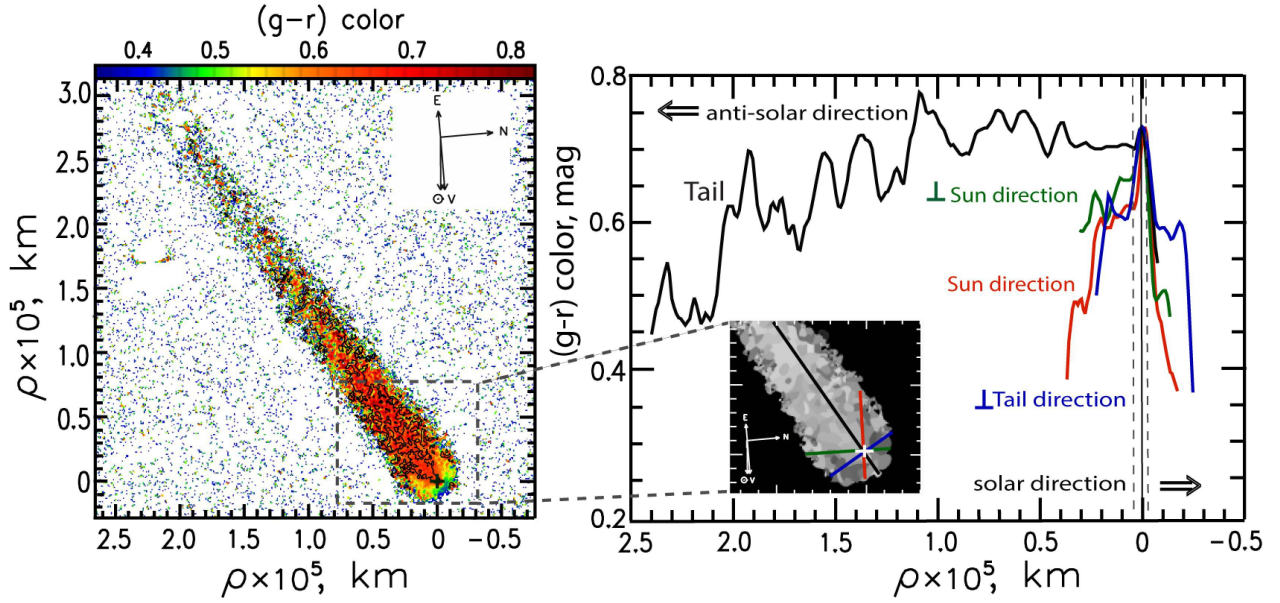 (g−r) color
0.4 0.5 0.6 0.7 0.8
3.0
2.5
2.0
1.5
1.0
0.5
0
ρ×10⁵, km
2.5 2.0 1.5 1.0 0.5 0 −0.5
ρ×10⁵, km
E
N
⊙ V
0.8
0.6
0.4
0.2
(g−r) color, mag
⇐ anti-solar direction
Tail
⊥ Sun direction
Sun direction
⊥Tail direction
solar direction ⇒
E
N
⊙ V
2.5 2.0 1.5 1.0 0.5 0 −0.5
ρ×10⁵, km